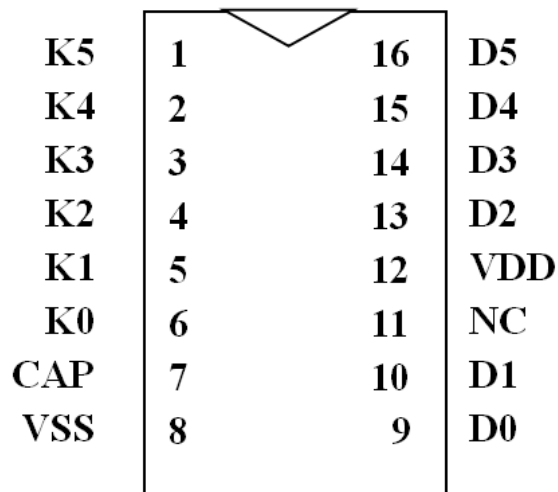 K5 1 16 D5
K4 2 15 D4
K3 3 14 D3
K2 4 13 D2
K1 5 12 VDD
K0 6 11 NC
CAP 7 10 D1
VSS 8 9 D0